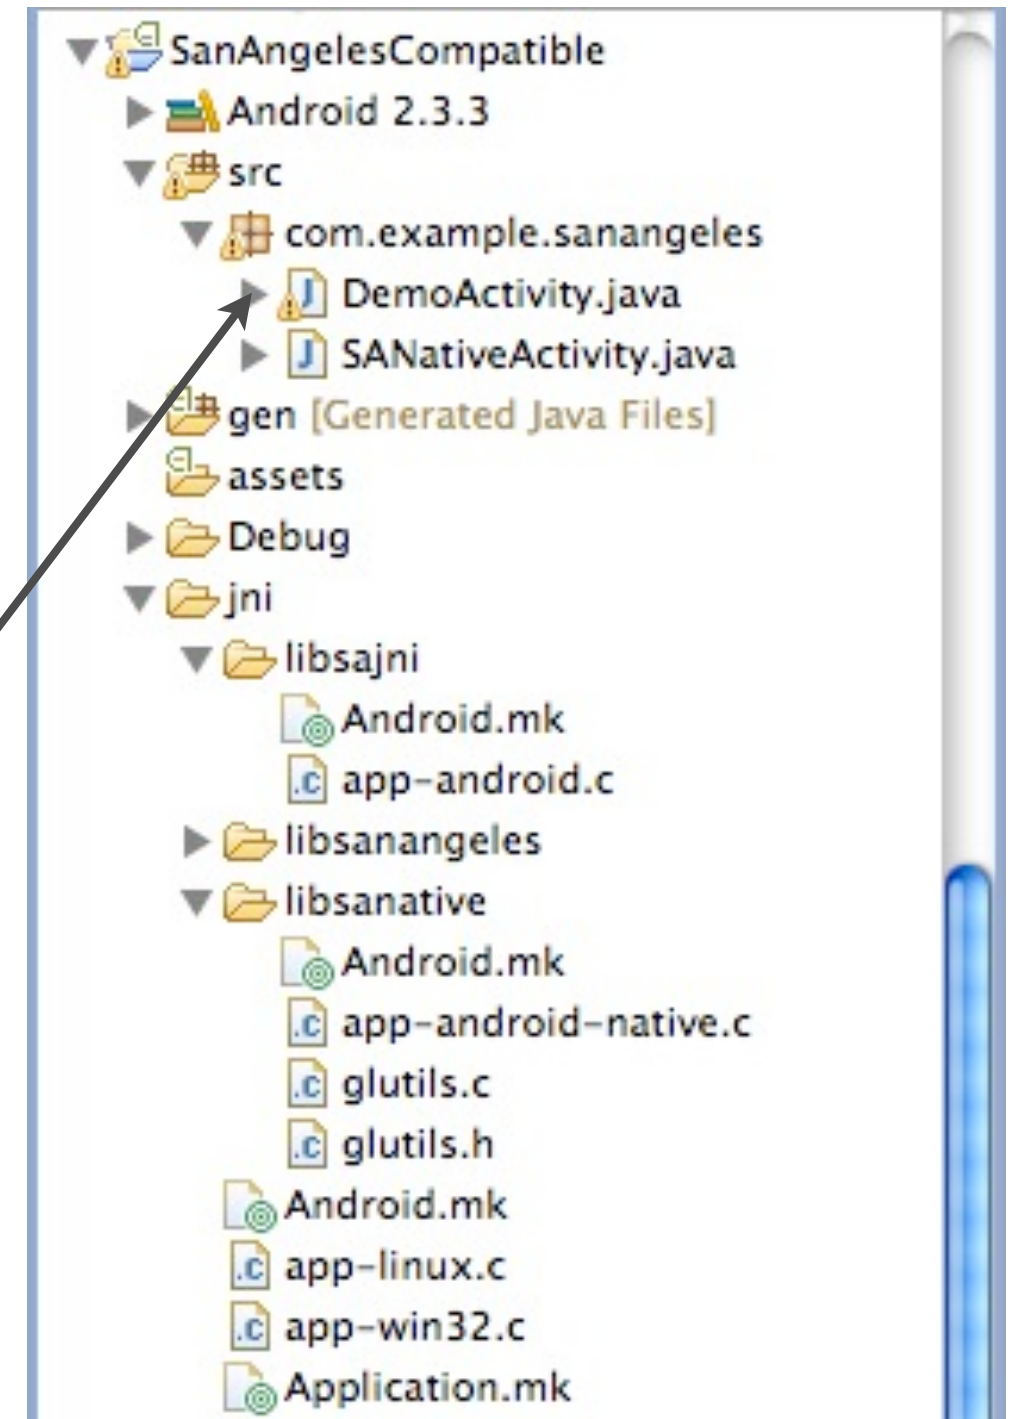 SanAngelesCompatible
Android 2.3.3
src
com.example.sanangeles
DemoActivity.java
SANativeActivity.java
gen [Generated Java Files]
assets
Debug
jni
libsajni
Android.mk
app-android.c
libsanangeles
libsanative
Android.mk
app-android-native.c
glutils.c
glutils.h
Android.mk
app-linux.c
app-win32.c
Application.mk